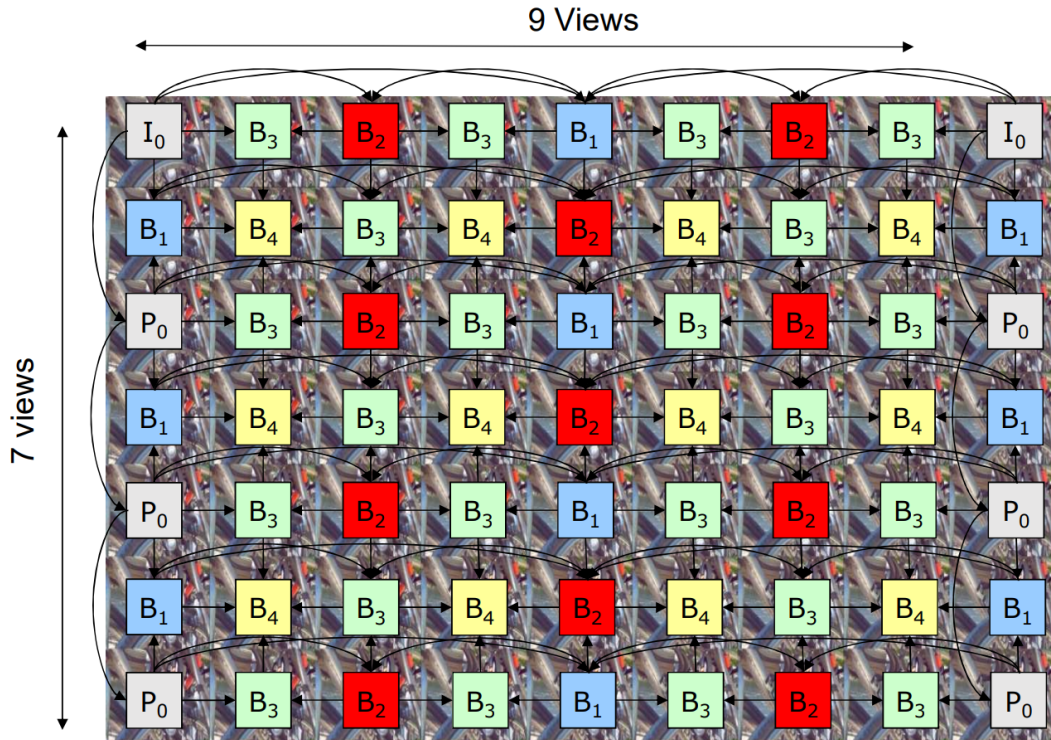 9 Views
7 views
I₀ B₃ B₂ B₃ B₁ B₃ B₂ B₃ I₀
B₁ B₄ B₃ B₄ B₂ B₄ B₃ B₄ B₁
P₀ B₃ B₂ B₃ B₁ B₃ B₂ B₃ P₀
B₁ B₄ B₃ B₄ B₂ B₄ B₃ B₄ B₁
P₀ B₃ B₂ B₃ B₁ B₃ B₂ B₃ P₀
B₁ B₄ B₃ B₄ B₂ B₄ B₃ B₄ B₁
P₀ B₃ B₂ B₃ B₁ B₃ B₂ B₃ P₀